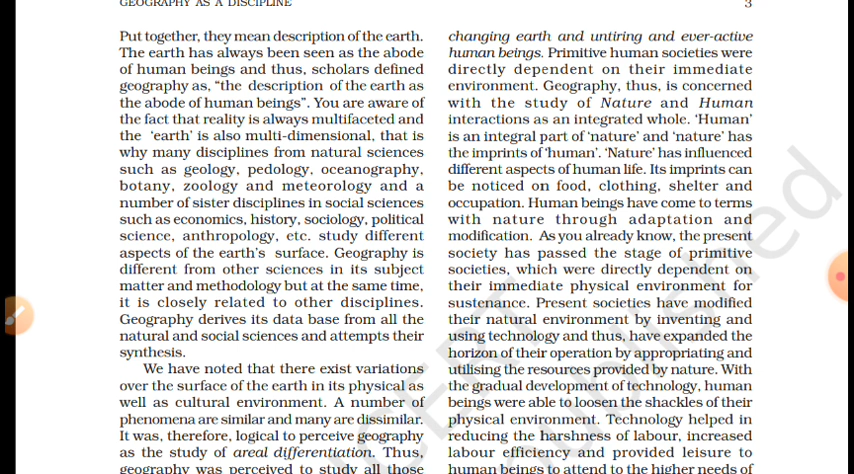 GEOGRAPHY AS A DISCIPLINE
3
Put together, they mean description of the earth.
The earth has always been seen as the abode
of human beings and thus, scholars defined
geography as, “the description of the earth as
the abode of human beings”. You are aware of
the fact that reality is always multifaceted and
the ‘earth’ is also multi-dimensional, that is
why many disciplines from natural sciences
such as geology, pedology, oceanography,
botany, zoology and meteorology and a
number of sister disciplines in social sciences
such as economics, history, sociology, political
science, anthropology, etc. study different
aspects of the earth’s surface. Geography is
different from other sciences in its subject
matter and methodology but at the same time,
it is closely related to other disciplines.
Geography derives its data base from all the
natural and social sciences and attempts their
synthesis.
We have noted that there exist variations
over the surface of the earth in its physical as
well as cultural environment. A number of
phenomena are similar and many are dissimilar.
It was, therefore, logical to perceive geography
as the study of areal differentiation. Thus,
geography was perceived to study all those
changing earth and untiring and ever-active
human beings. Primitive human societies were
directly dependent on their immediate
environment. Geography, thus, is concerned
with the study of Nature and Human
interactions as an integrated whole. ‘Human’
is an integral part of ‘nature’ and ‘nature’ has
the imprints of ‘human’. ‘Nature’ has influenced
different aspects of human life. Its imprints can
be noticed on food, clothing, shelter and
occupation. Human beings have come to terms
with nature through adaptation and
modification. As you already know, the present
society has passed the stage of primitive
societies, which were directly dependent on
their immediate physical environment for
sustenance. Present societies have modified
their natural environment by inventing and
using technology and thus, have expanded the
horizon of their operation by appropriating and
utilising the resources provided by nature. With
the gradual development of technology, human
beings were able to loosen the shackles of their
physical environment. Technology helped in
reducing the harshness of labour, increased
labour efficiency and provided leisure to
human beings to attend to the higher needs of